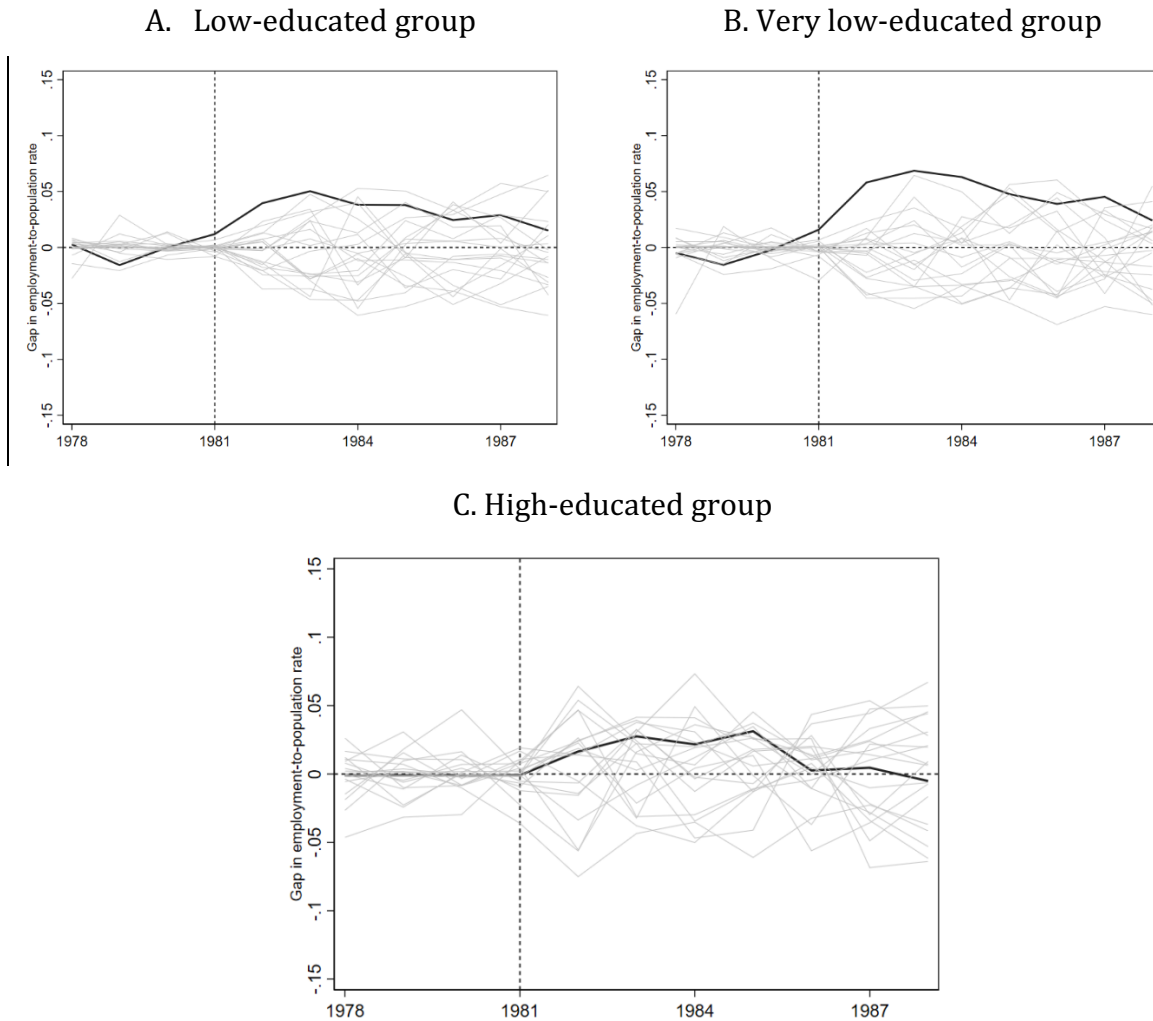 A. Low-educated group
B. Very low-educated group
Gap in employment-to-population rate
.15
.1
.05
0
-.05
-.1
-.15
1978 1981 1984 1987
Gap in employment-to-population rate
.15
.1
.05
0
-.05
-.1
-.15
1978 1981 1984 1987
C. High-educated group
Gap in employment-to-population rate
.15
.1
.05
0
-.05
-.1
-.15
1978 1981 1984 1987